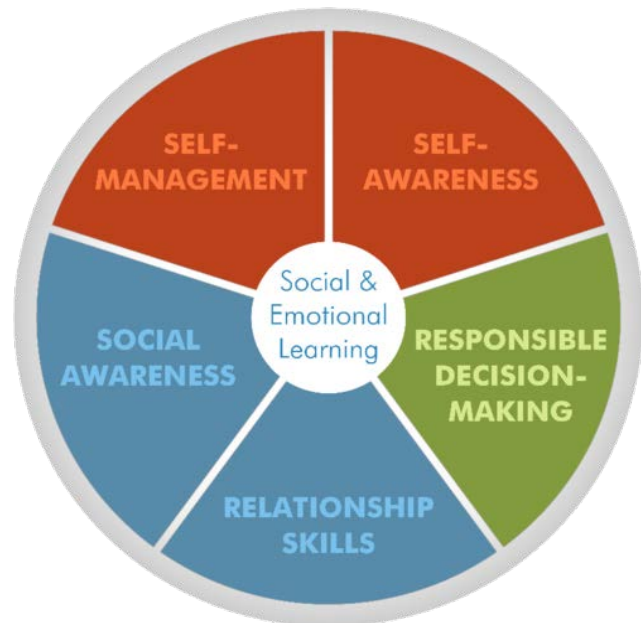 SELF-
MANAGEMENT
SELF-
AWARENESS
Social &
Emotional
Learning
SOCIAL
AWARENESS
RESPONSIBLE
DECISION-
MAKING
RELATIONSHIP
SKILLS